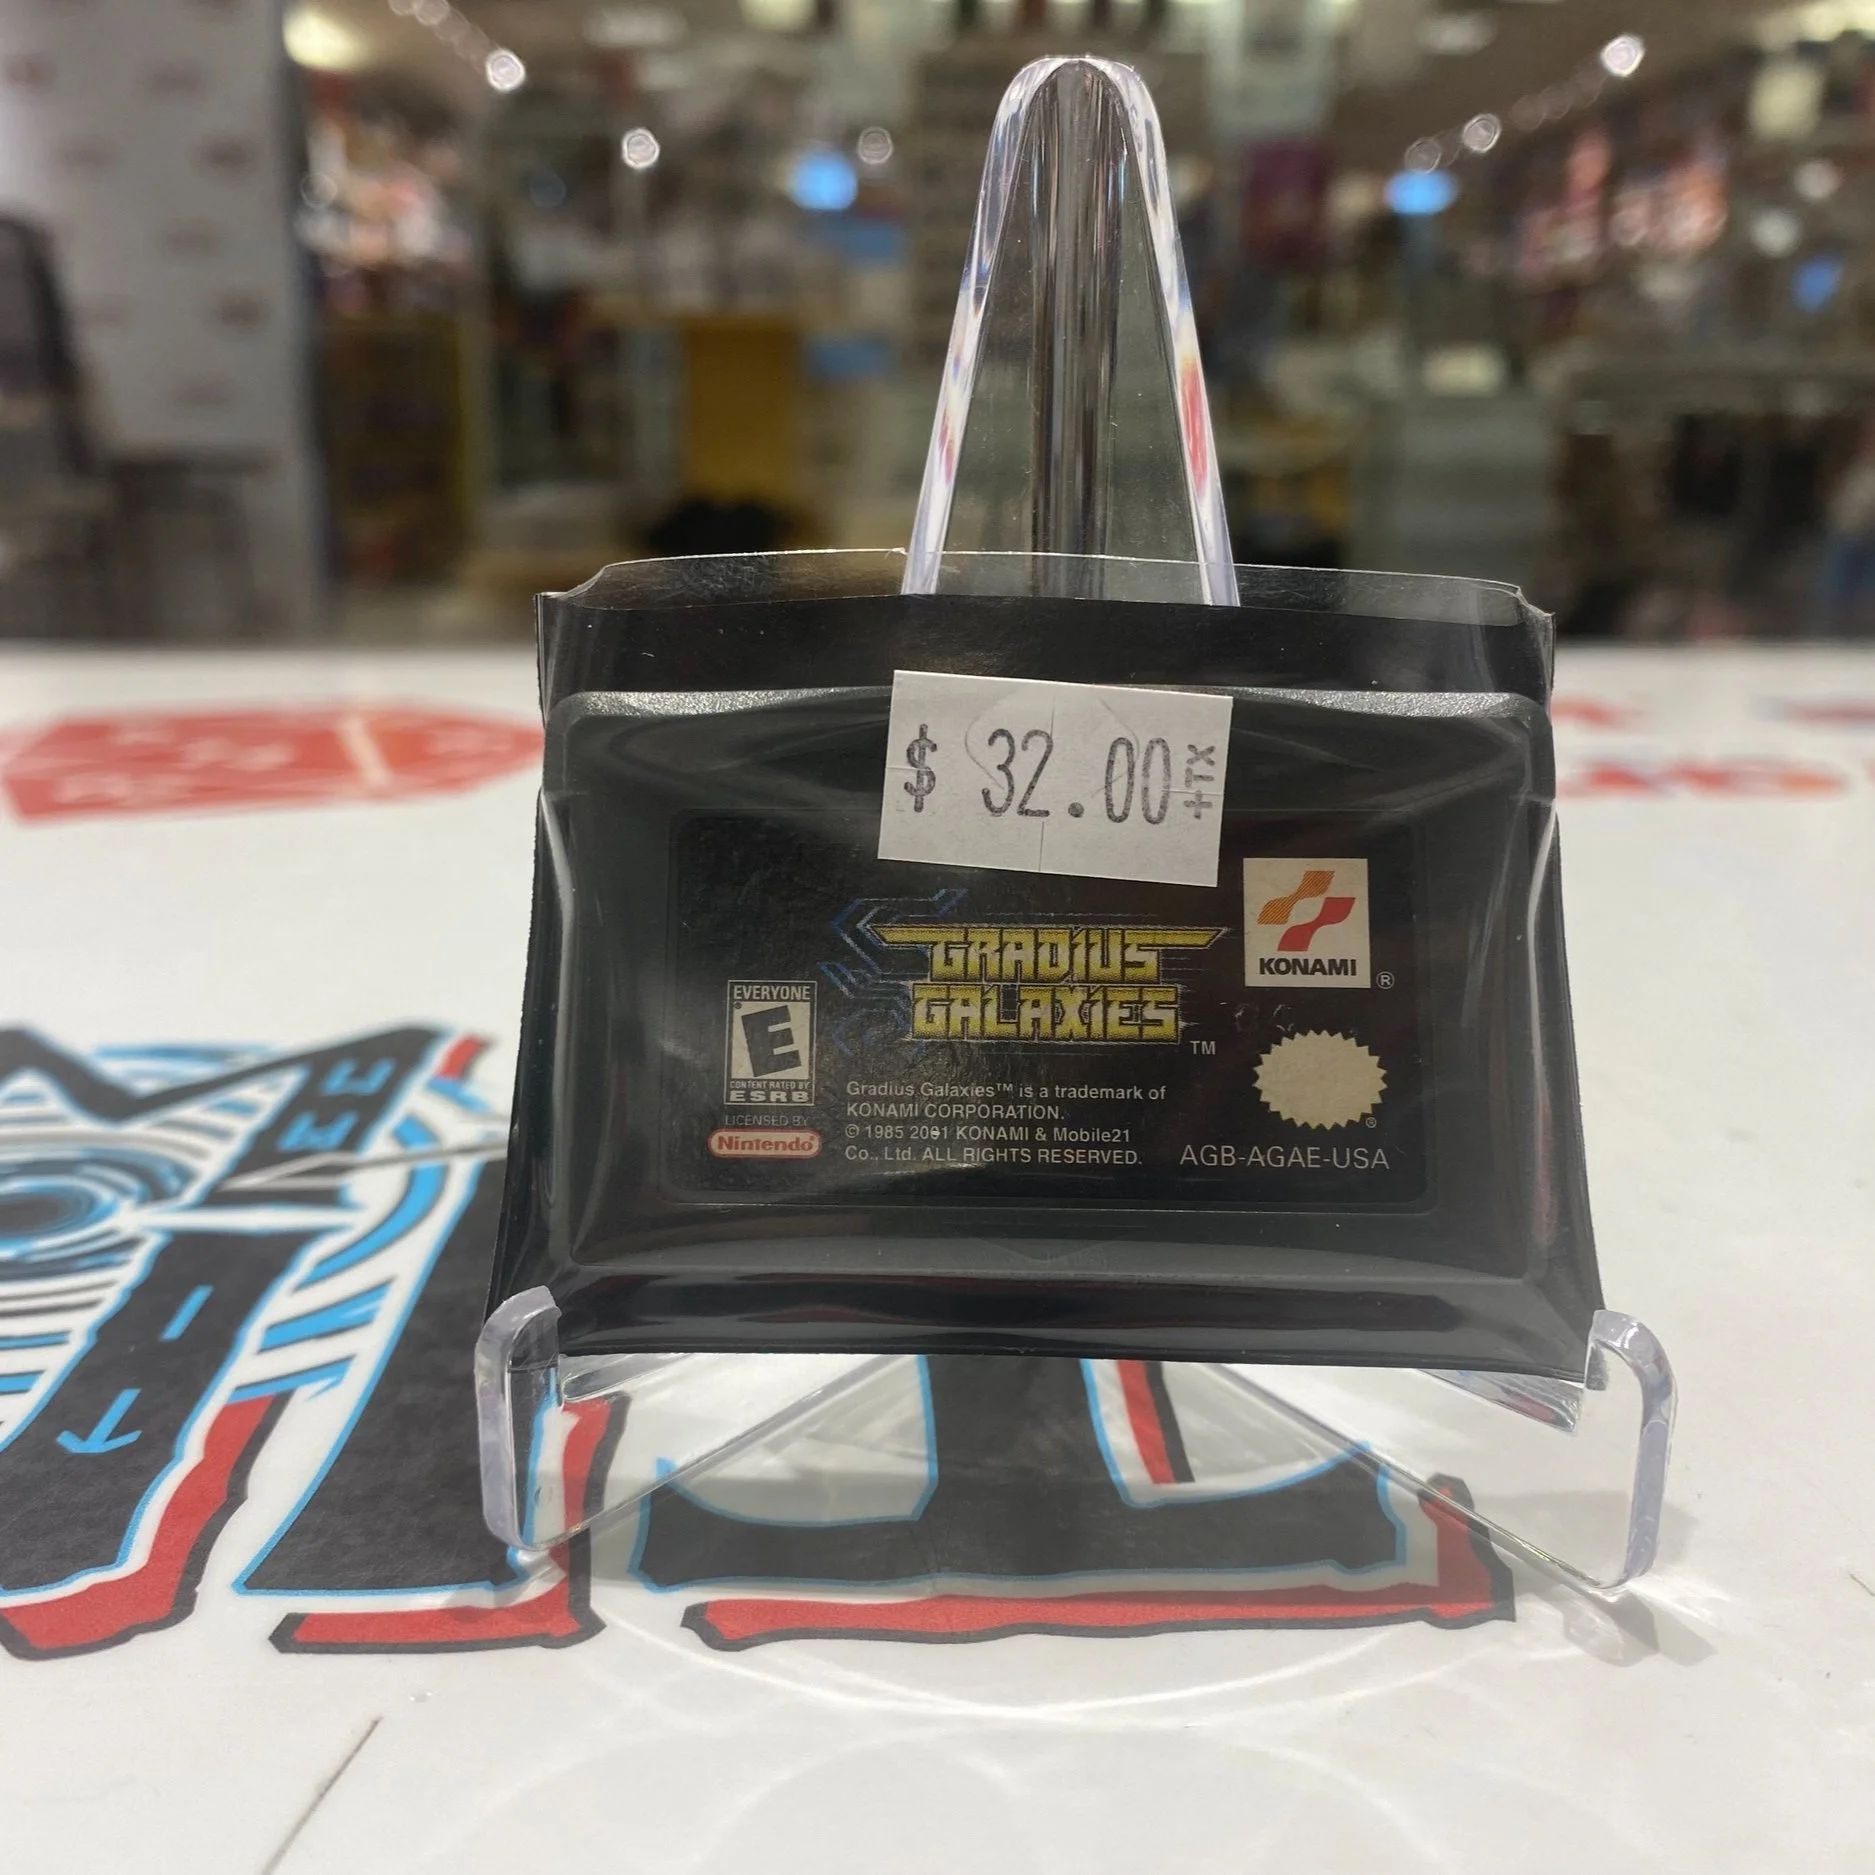 $ 32.00 +TX
KONAMI ®
GRADIUS
GALAXIES
TM
EVERYONE
E
CONTENT RATED BY
ESRB
LICENSED BY
Nintendo®
Gradius Galaxies™ is a trademark of
KONAMI CORPORATION.
© 1985 2001 KONAMI & Mobile21
Co., Ltd. ALL RIGHTS RESERVED.
®
AGB-AGAE-USA